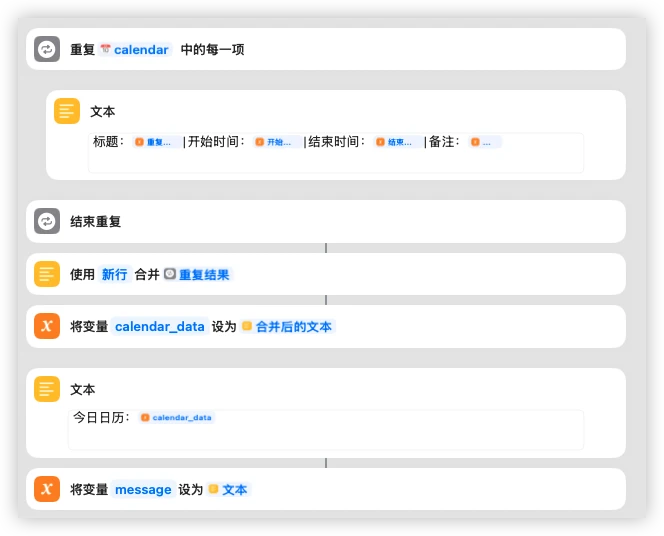 重复 calendar 中的每一项
文本
标题： 重复... |开始时间： 开始... |结束时间： 结束... |备注： ...
结束重复
使用 新行 合并 重复结果
将变量 calendar_data 设为 合并后的文本
文本
今日日历： calendar_data
将变量 message 设为 文本